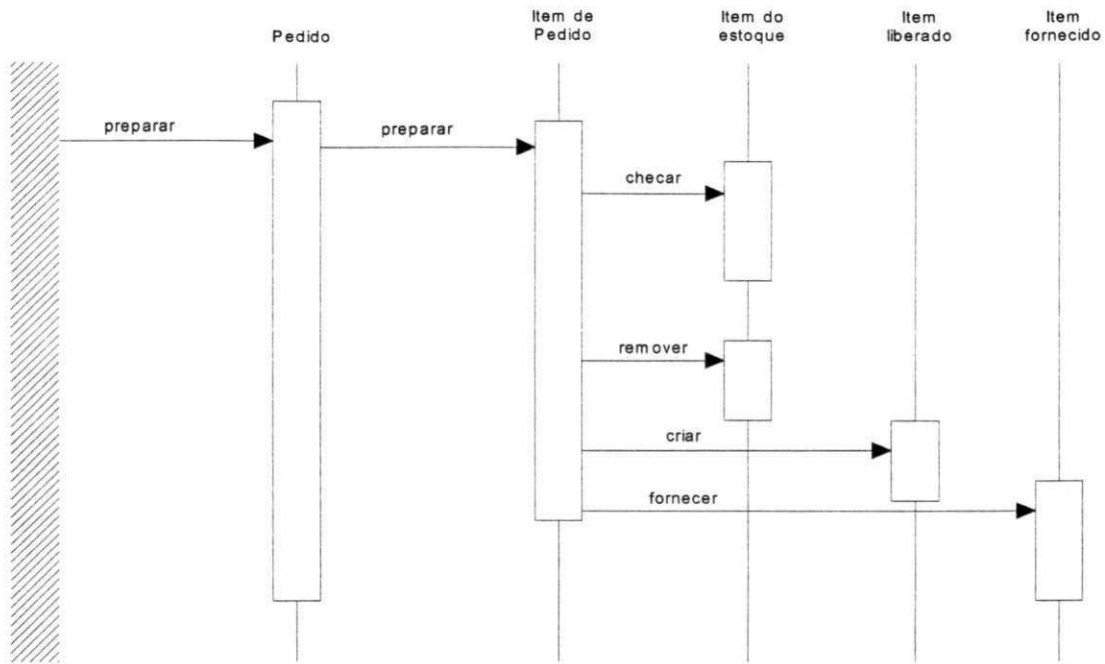 Pedido
Item de
Pedido
Item do
estoque
Item
liberado
Item
fornecido
preparar
preparar
checar
remover
criar
fornecer